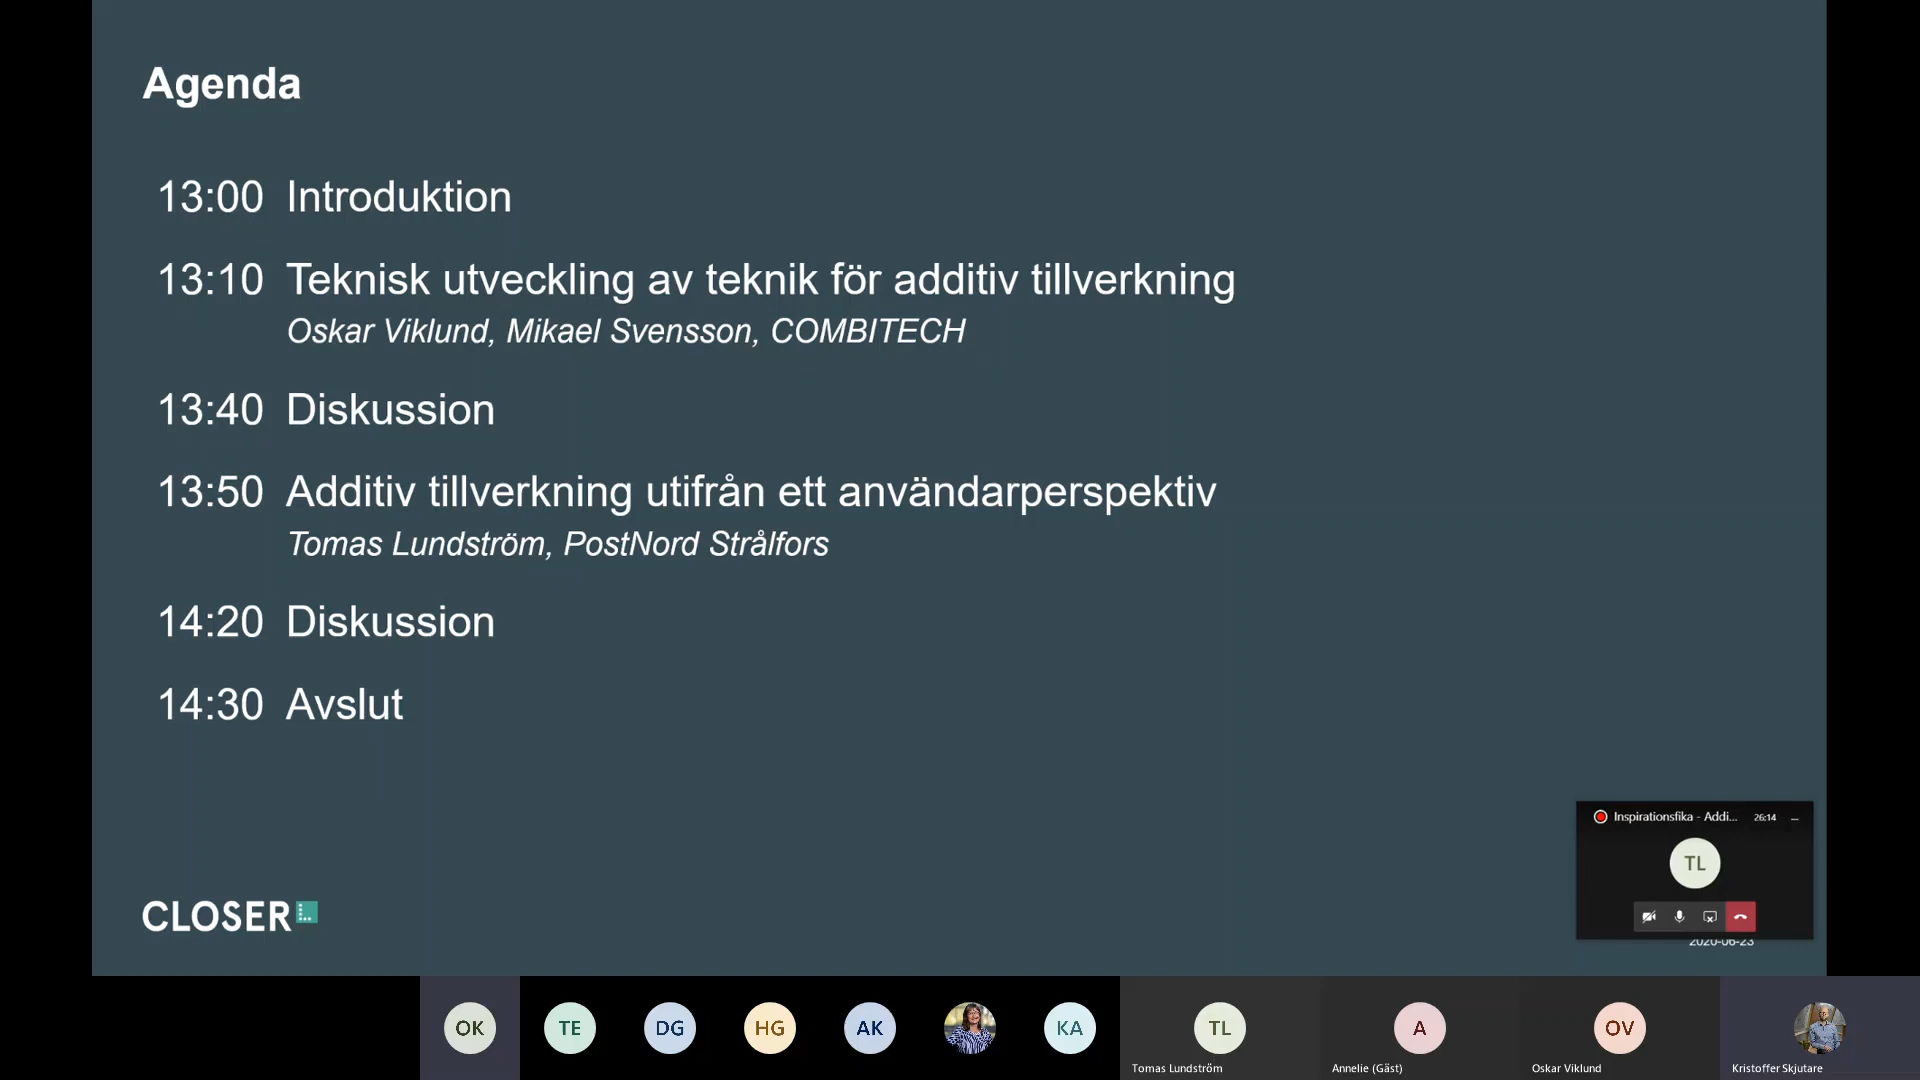 Agenda
13:00 Introduktion
13:10 Teknisk utveckling av teknik för additiv tillverkning
Oskar Viklund, Mikael Svensson, COMBITECH
13:40 Diskussion
13:50 Additiv tillverkning utifrån ett användarperspektiv
Tomas Lundström, PostNord Strålfors
14:20 Diskussion
14:30 Avslut
Inspirationsfika - Addi... 26:14
TL
CLOSER
2020-06-23
OK TE DG HG AK KA TL A OV
Tomas Lundström Annelie (Gäst) Oskar Viklund Kristoffer Skjutare